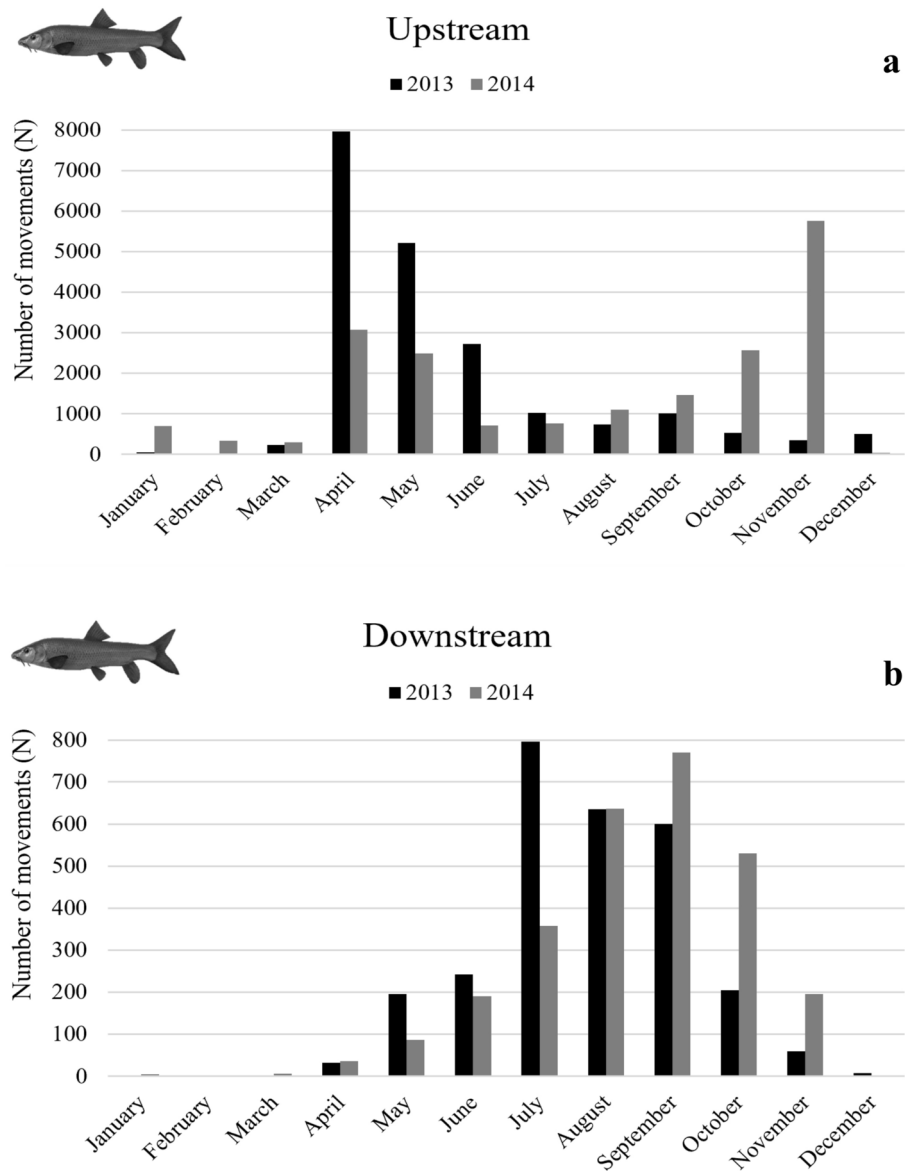 Upstream
a
2013 2014
Number of movements (N)
8000
7000
6000
5000
4000
3000
2000
1000
0
January February March April May June July August September October November December
Downstream
b
2013 2014
Number of movements (N)
800
700
600
500
400
300
200
100
0
January February March April May June July August September October November December